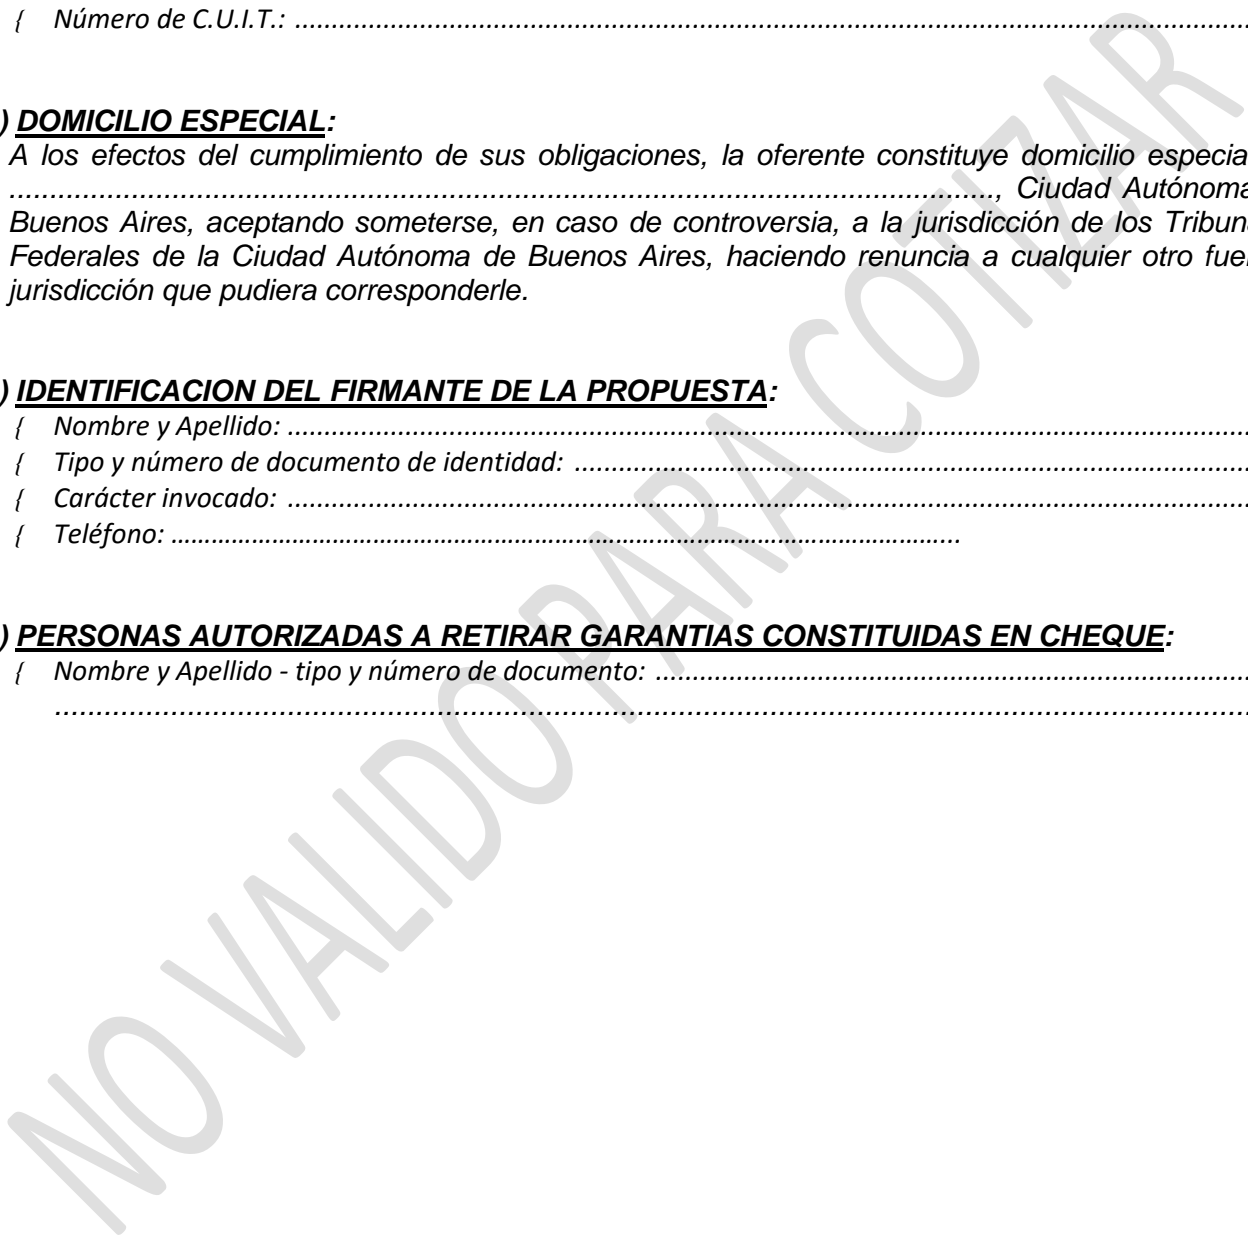 { Número de C.U.I.T.: ........................................................................................................................
) DOMICILIO ESPECIAL:
A los efectos del cumplimiento de sus obligaciones, la oferente constituye domicilio especia
........................................................................................................................, Ciudad Autónoma
Buenos Aires, aceptando someterse, en caso de controversia, a la jurisdicción de los Tribun
Federales de la Ciudad Autónoma de Buenos Aires, haciendo renuncia a cualquier otro fue
jurisdicción que pudiera corresponderle.
) IDENTIFICACION DEL FIRMANTE DE LA PROPUESTA:
{ Nombre y Apellido: ........................................................................................................................
{ Tipo y número de documento de identidad: ....................................................................................
{ Carácter invocado: ........................................................................................................................
{ Teléfono: ........................................................................................................
) PERSONAS AUTORIZADAS A RETIRAR GARANTIAS CONSTITUIDAS EN CHEQUE:
{ Nombre y Apellido - tipo y número de documento: ........................................................................
........................................................................................................................
NO VALIDO PARA COTIZAR